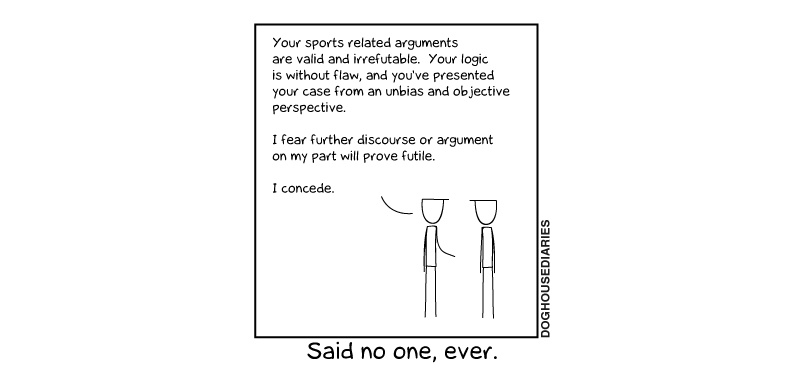 Your sports related arguments
are valid and irrefutable. Your logic
is without flaw, and you've presented
your case from an unbias and objective
perspective.
I fear further discourse or argument
on my part will prove futile.
I concede.
DOGHOUSEDIARIES
Said no one, ever.